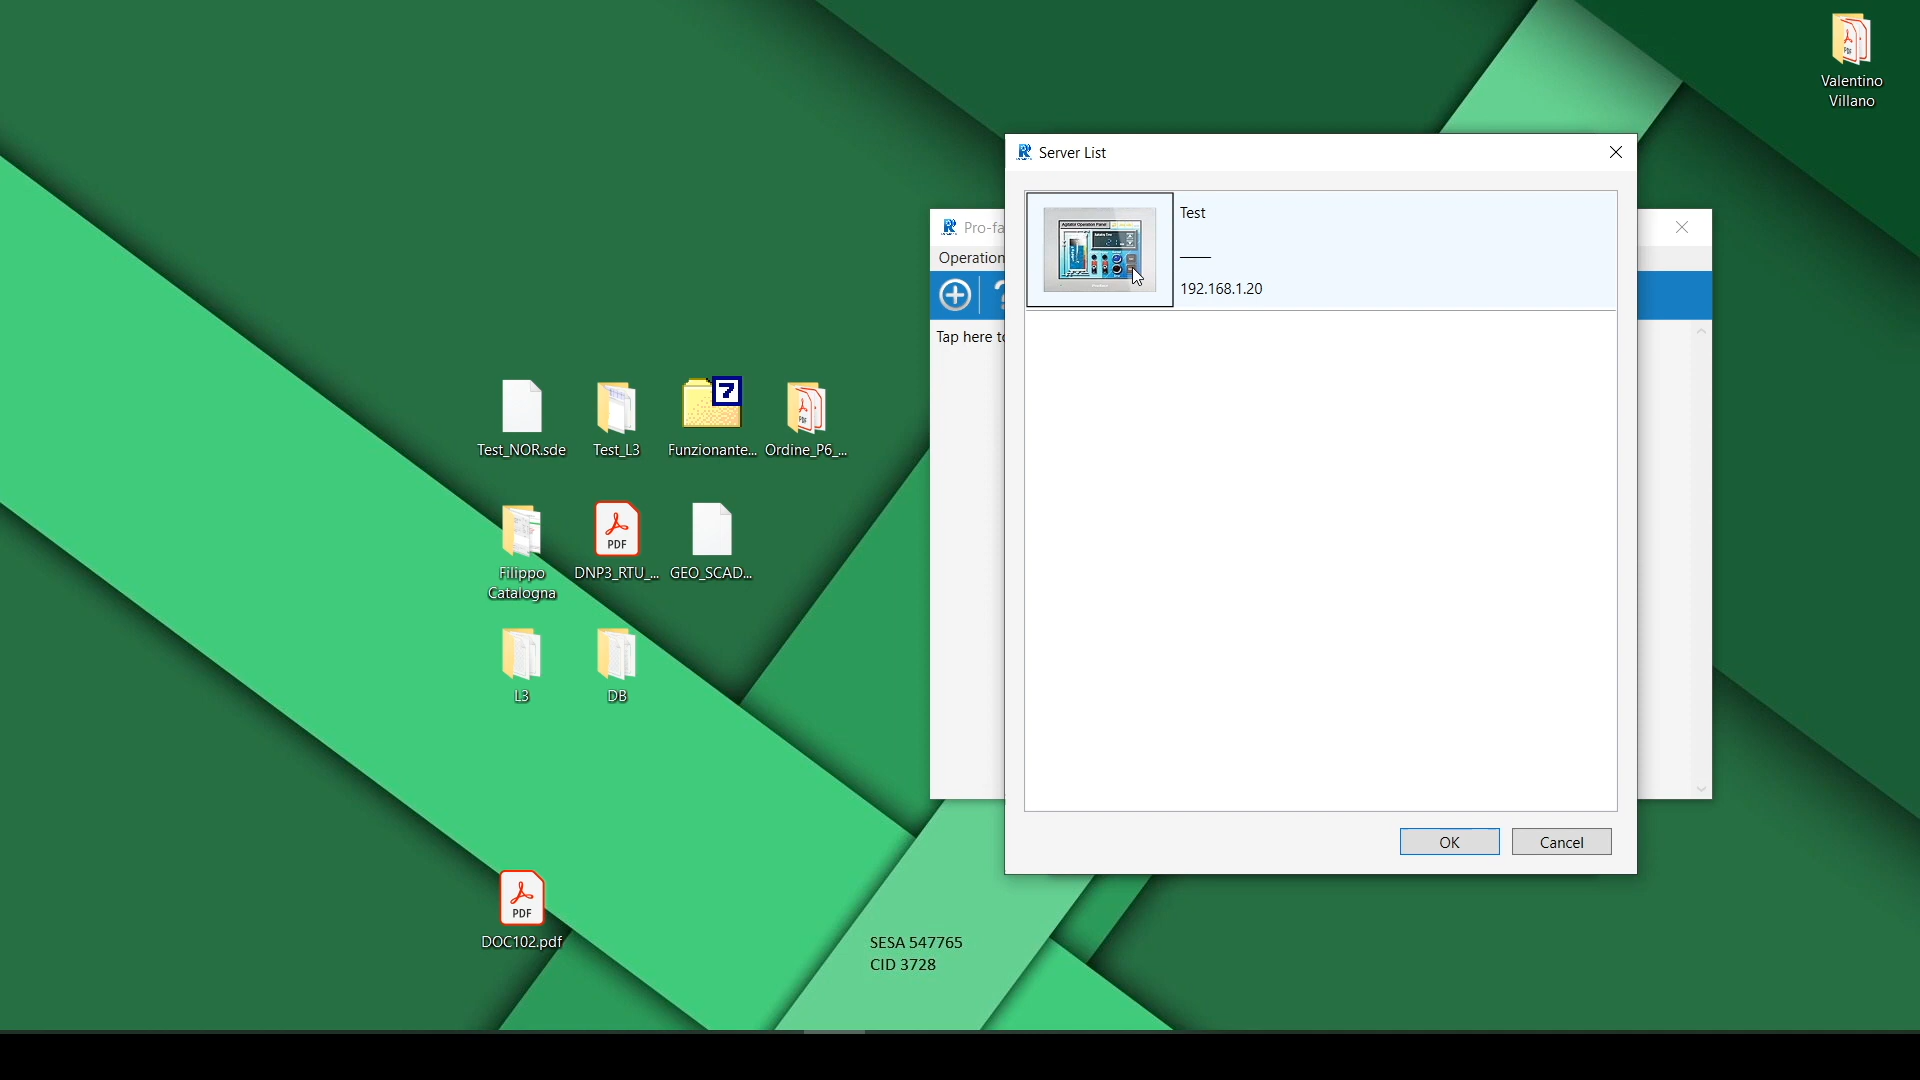 Valentino
Villano
Server List
Test
192.168.1.20
Pro-fa
Operation
Tap here to
Test_NOR.sde
Test_L3
Funzionante...
Ordine_P6_...
Filippo
Catalogna
DNP3_RTU_...
GEO_SCAD...
L3
DB
OK
Cancel
DOC102.pdf
SESA 547765
CID 3728